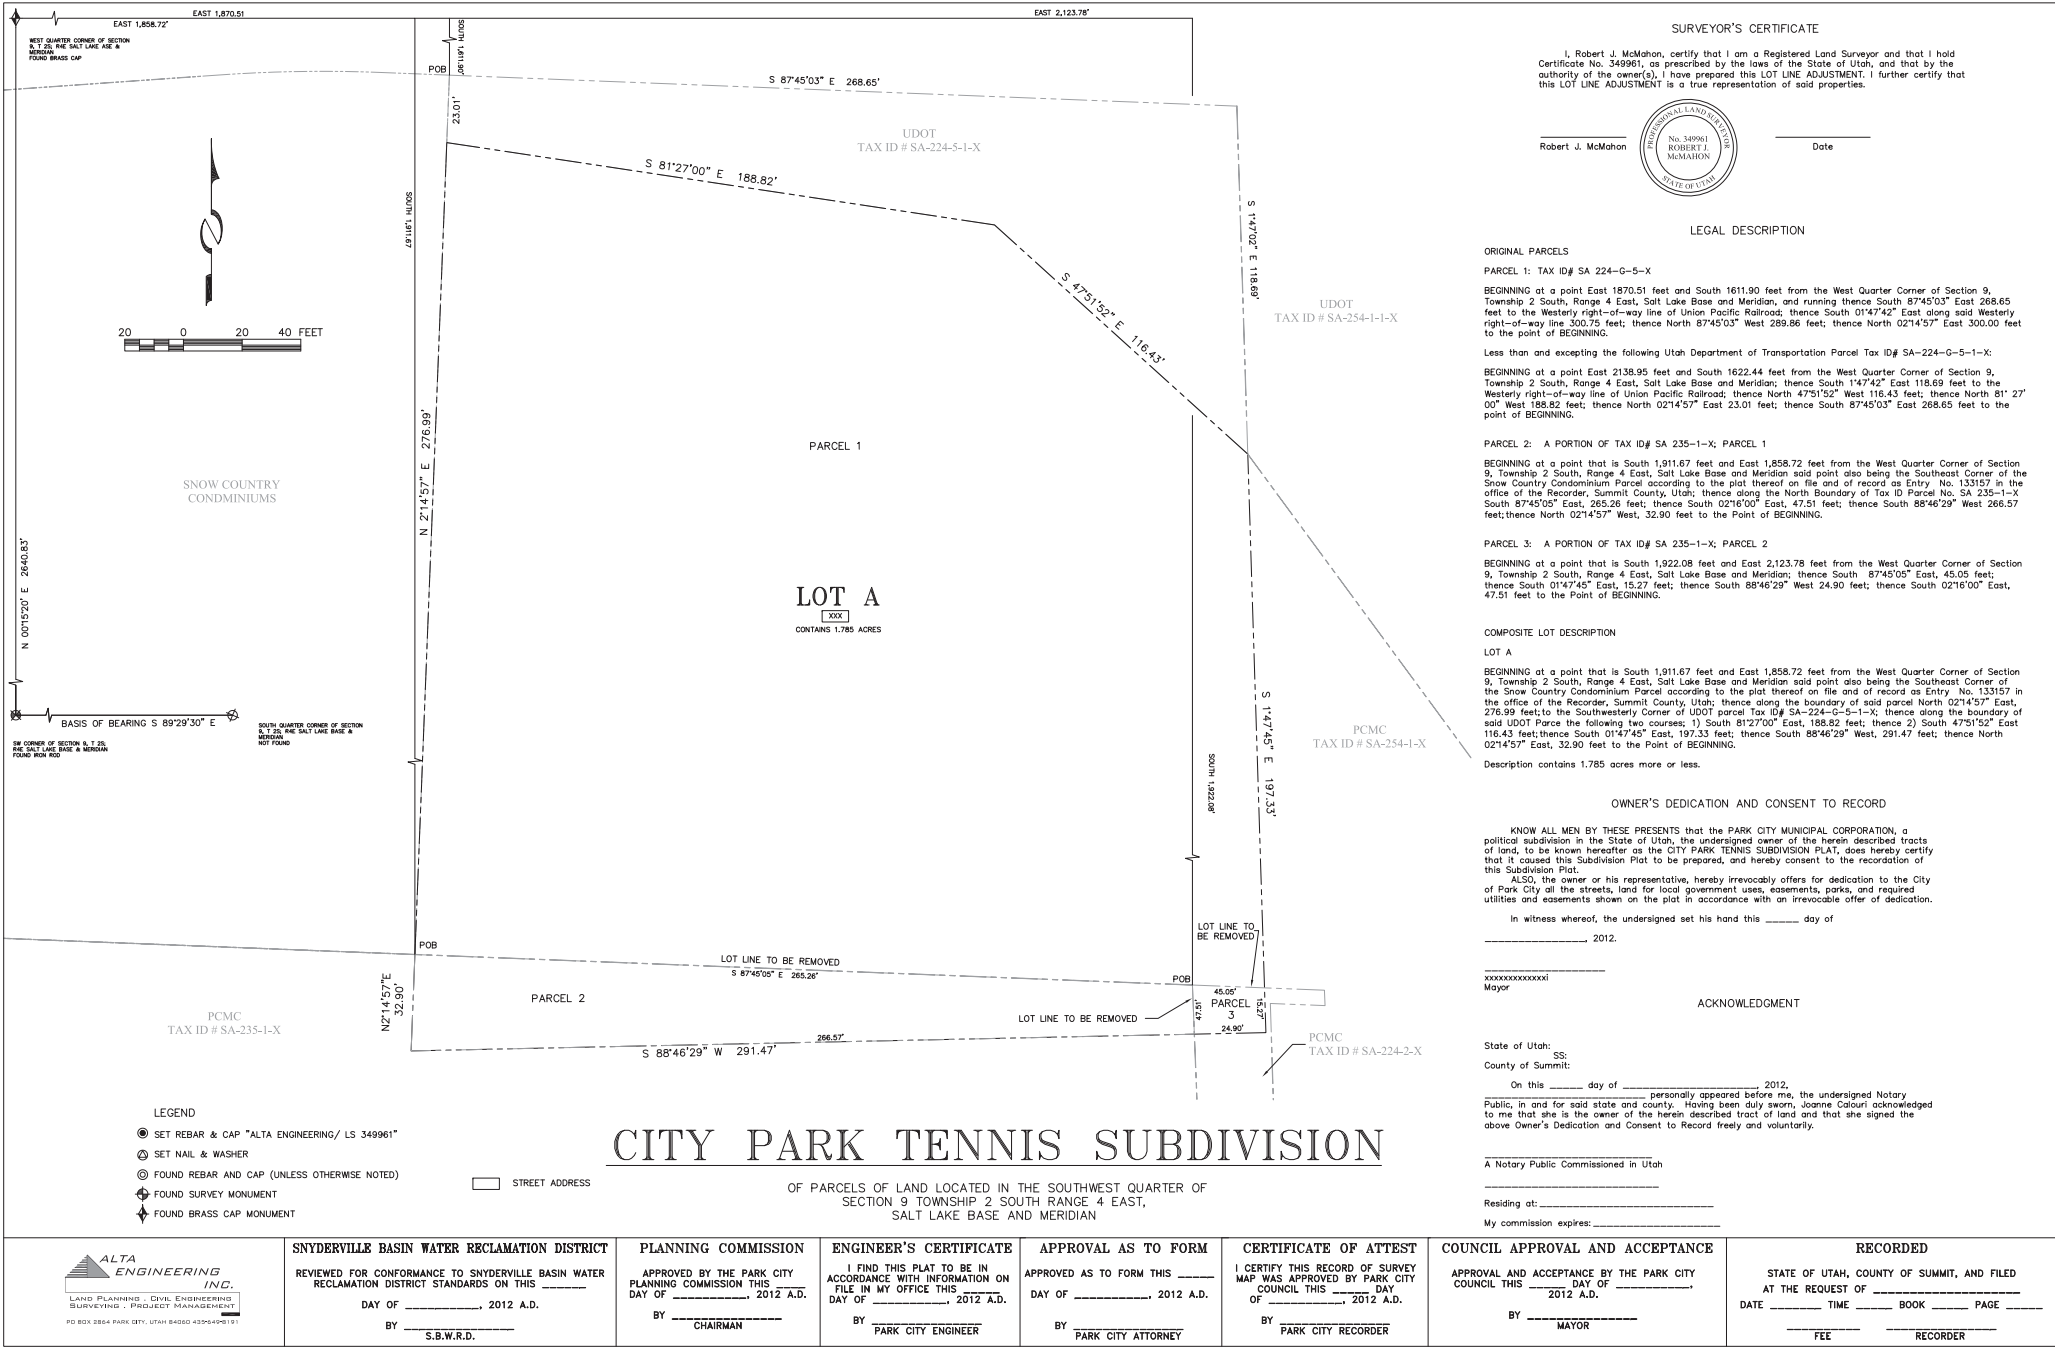 EAST 1,870.51
EAST 1,858.72'
EAST 2,123.78'
WEST QUARTER CORNER OF SECTION
9, T 2S; R4E SALT LAKE ASE &
MERIDIAN
FOUND BRASS CAP
SOUTH 1,611.90'
POB
23.01'
S 87°45'03" E 268.65'
UDOT
TAX ID # SA-224-5-1-X
S 81°27'00" E 188.82'
SOUTH 1,911.67
S 1°47'02" E 118.69'
S 47°51'52" E 116.43'
UDOT
TAX ID # SA-254-1-1-X
20 0 20 40 FEET
N 2°14'57" E 276.99'
PARCEL 1
SNOW COUNTRY
CONDMINIUMS
N 00°15'20' E 2640.83'
LOT A
XXX
CONTAINS 1.785 ACRES
BASIS OF BEARING S 89°29'30" E
SW CORNER OF SECTION 9, T 2S;
R4E SALT LAKE BASE & MERIDIAN
FOUND IRON ROD
SOUTH QUARTER CORNER OF SECTION
9, T 2S; R4E SALT LAKE BASE &
MERIDIAN
NOT FOUND
S 1°47'45" E 197.33'
PCMC
TAX ID # SA-254-1-X
SOUTH 1,922.08'
LOT LINE TO
BE REMOVED
POB
LOT LINE TO BE REMOVED
S 87°45'05" E 265.26'
POB
N2°14'57"E
32.90'
PARCEL 2
45.05'
PARCEL
3
47.51'
15.27'
24.90'
LOT LINE TO BE REMOVED
PCMC
TAX ID # SA-235-1-X
266.57'
S 88°46'29" W 291.47'
PCMC
TAX ID # SA-224-2-X
LEGEND
SET REBAR & CAP "ALTA ENGINEERING/ LS 349961"
SET NAIL & WASHER
FOUND REBAR AND CAP (UNLESS OTHERWISE NOTED)
FOUND SURVEY MONUMENT
FOUND BRASS CAP MONUMENT
STREET ADDRESS
CITY PARK TENNIS SUBDIVISION
OF PARCELS OF LAND LOCATED IN THE SOUTHWEST QUARTER OF
SECTION 9 TOWNSHIP 2 SOUTH RANGE 4 EAST,
SALT LAKE BASE AND MERIDIAN
SURVEYOR'S CERTIFICATE
I, Robert J. McMahon, certify that I am a Registered Land Surveyor and that I hold
Certificate No. 349961, as prescribed by the laws of the State of Utah, and that by the
authority of the owner(s), I have prepared this LOT LINE ADJUSTMENT. I further certify that
this LOT LINE ADJUSTMENT is a true representation of said properties.
Robert J. McMahon
PROFESSIONAL LAND SURVEYOR
No. 349961
ROBERT J.
McMAHON
STATE OF UTAH
Date
LEGAL DESCRIPTION
ORIGINAL PARCELS
PARCEL 1: TAX ID# SA 224-G-5-X
BEGINNING at a point East 1870.51 feet and South 1611.90 feet from the West Quarter Corner of Section 9,
Township 2 South, Range 4 East, Salt Lake Base and Meridian, and running thence South 87°45'03" East 268.65
feet to the Westerly right-of-way line of Union Pacific Railroad; thence South 01°47'42" East along said Westerly
right-of-way line 300.75 feet; thence North 87°45'03" West 289.86 feet; thence North 02°14'57" East 300.00 feet
to the point of BEGINNING.
Less than and excepting the following Utah Department of Transportation Parcel Tax ID# SA-224-G-5-1-X:
BEGINNING at a point East 2138.95 feet and South 1622.44 feet from the West Quarter Corner of Section 9,
Township 2 South, Range 4 East, Salt Lake Base and Meridian; thence South 1°47'42" East 118.69 feet to the
Westerly right-of-way line of Union Pacific Railroad; thence North 47°51'52" West 116.43 feet; thence North 81° 27'
00" West 188.82 feet; thence North 02°14'57" East 23.01 feet; thence South 87°45'03" East 268.65 feet to the
point of BEGINNING.
PARCEL 2: A PORTION OF TAX ID# SA 235-1-X; PARCEL 1
BEGINNING at a point that is South 1,911.67 feet and East 1,858.72 feet from the West Quarter Corner of Section
9, Township 2 South, Range 4 East, Salt Lake Base and Meridian said point also being the Southeast Corner of the
Snow Country Condominium Parcel according to the plat thereof on file and of record as Entry No. 133157 in the
office of the Recorder, Summit County, Utah; thence along the North Boundary of Tax ID Parcel No. SA 235-1-X
South 87°45'05" East, 265.26 feet; thence South 02°16'00" East, 47.51 feet; thence South 88°46'29" West 266.57
feet;thence North 02°14'57" West, 32.90 feet to the Point of BEGINNING.
PARCEL 3: A PORTION OF TAX ID# SA 235-1-X; PARCEL 2
BEGINNING at a point that is South 1,922.08 feet and East 2,123.78 feet from the West Quarter Corner of Section
9, Township 2 South, Range 4 East, Salt Lake Base and Meridian; thence South 87°45'05" East, 45.05 feet;
thence South 01°47'45" East, 15.27 feet; thence South 88°46'29" West 24.90 feet; thence South 02°16'00" East,
47.51 feet to the Point of BEGINNING.
COMPOSITE LOT DESCRIPTION
LOT A
BEGINNING at a point that is South 1,911.67 feet and East 1,858.72 feet from the West Quarter Corner of Section
9, Township 2 South, Range 4 East, Salt Lake Base and Meridian said point also being the Southeast Corner of
the Snow Country Condominium Parcel according to the plat thereof on file and of record as Entry No. 133157 in
the office of the Recorder, Summit County, Utah; thence along the boundary of said parcel North 02°14'57" East,
276.99 feet;to the Southwesterly Corner of UDOT parcel Tax ID# SA-224-G-5-1-X; thence along the boundary of
said UDOT Parce the following two courses; 1) South 81°27'00" East, 188.82 feet; thence 2) South 47°51'52" East
116.43 feet;thence South 01°47'45" East, 197.33 feet; thence South 88°46'29" West, 291.47 feet; thence North
02°14'57" East, 32.90 feet to the Point of BEGINNING.
Description contains 1.785 acres more or less.
OWNER'S DEDICATION AND CONSENT TO RECORD
KNOW ALL MEN BY THESE PRESENTS that the PARK CITY MUNICIPAL CORPORATION, a
political subdivision in the State of Utah, the undersigned owner of the herein described tracts
of land, to be known hereafter as the CITY PARK TENNIS SUBDIVISION PLAT, does hereby certify
that it caused this Subdivision Plat to be prepared, and hereby consent to the recordation of
this Subdivision Plat.
ALSO, the owner or his representative, hereby irrevocably offers for dedication to the City
of Park City all the streets, land for local government uses, easements, parks, and required
utilities and easements shown on the plat in accordance with an irrevocable offer of dedication.
In witness whereof, the undersigned set his hand this _____ day of
_______________, 2012.
xxxxxxxxxxxxxi
Mayor
ACKNOWLEDGMENT
State of Utah:
SS:
County of Summit:
On this _____ day of ____________________, 2012,
________________________ personally appeared before me, the undersigned Notary
Public, in and for said state and county. Having been duly sworn, Joanne Calouri acknowledged
to me that she is the owner of the herein described tract of land and that she signed the
above Owner's Dedication and Consent to Record freely and voluntarily.
A Notary Public Commissioned in Utah
Residing at: __________________________
My commission expires: ___________________
ALTA
ENGINEERING
INC.
LAND PLANNING . CIVIL ENGINEERING
SURVEYING . PROJECT MANAGEMENT
PO BOX 2864 PARK CITY, UTAH 84060 435-649-8191
SNYDERVILLE BASIN WATER RECLAMATION DISTRICT
REVIEWED FOR CONFORMANCE TO SNYDERVILLE BASIN WATER
RECLAMATION DISTRICT STANDARDS ON THIS ______
DAY OF __________, 2012 A.D.
BY _______________
S.B.W.R.D.
PLANNING COMMISSION
APPROVED BY THE PARK CITY
PLANNING COMMISSION THIS ____
DAY OF __________, 2012 A.D.
BY _______________
CHAIRMAN
ENGINEER'S CERTIFICATE
I FIND THIS PLAT TO BE IN
ACCORDANCE WITH INFORMATION ON
FILE IN MY OFFICE THIS _____
DAY OF __________, 2012 A.D.
BY _______________
PARK CITY ENGINEER
APPROVAL AS TO FORM
APPROVED AS TO FORM THIS _____
DAY OF __________, 2012 A.D.
BY _______________
PARK CITY ATTORNEY
CERTIFICATE OF ATTEST
I CERTIFY THIS RECORD OF SURVEY
MAP WAS APPROVED BY PARK CITY
COUNCIL THIS _____ DAY
OF __________, 2012 A.D.
BY _______________
PARK CITY RECORDER
COUNCIL APPROVAL AND ACCEPTANCE
APPROVAL AND ACCEPTANCE BY THE PARK CITY
COUNCIL THIS _____ DAY OF __________,
2012 A.D.
BY _______________
MAYOR
RECORDED
STATE OF UTAH, COUNTY OF SUMMIT, AND FILED
AT THE REQUEST OF ____________________
DATE _______ TIME _____ BOOK _____ PAGE _____
FEE RECORDER